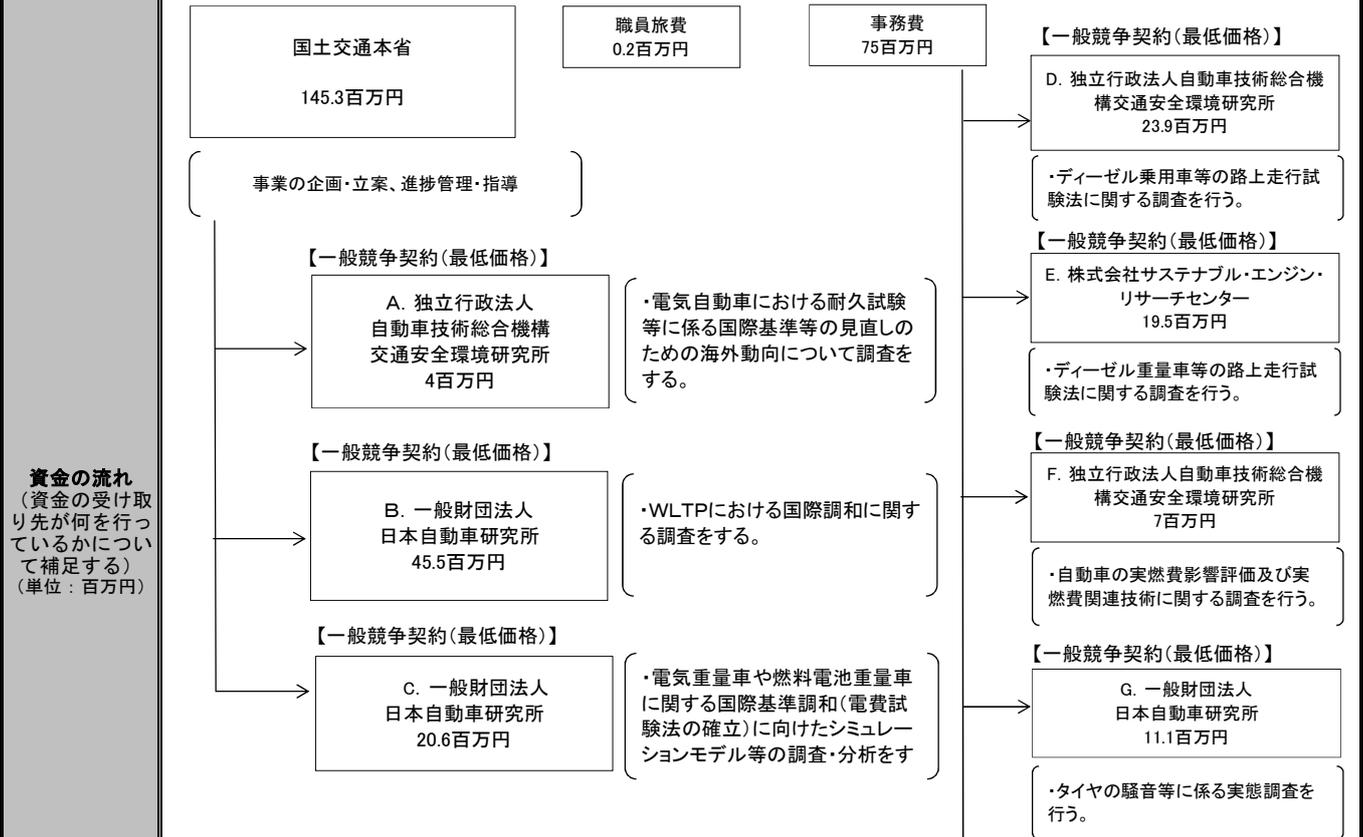 資金の流れ
（資金の受け取
り先が何を行っ
ているかについ
て補足する）
（単位：百万円）
国土交通本省
145.3百万円
事業の企画・立案、進捗管理・指導
職員旅費
0.2百万円
事務費
75百万円
【一般競争契約（最低価格）】
A．独立行政法人
自動車技術総合機構
交通安全環境研究所
4百万円
・電気自動車における耐久試験
等に係る国際基準等の見直しの
ための海外動向について調査を
する。
【一般競争契約（最低価格）】
B．一般財団法人
日本自動車研究所
45.5百万円
・WLTPにおける国際調和に関す
る調査をする。
【一般競争契約（最低価格）】
C．一般財団法人
日本自動車研究所
20.6百万円
・電気重量車や燃料電池重量車
に関する国際基準調和（電費試
験法の確立）に向けたシミュレー
ションモデル等の調査・分析をす
【一般競争契約（最低価格）】
D．独立行政法人自動車技術総合機
構交通安全環境研究所
23.9百万円
・ディーゼル乗用車等の路上走行試
験法に関する調査を行う。
【一般競争契約（最低価格）】
E．株式会社サステナブル・エンジン・
リサーチセンター
19.5百万円
・ディーゼル重量車等の路上走行試
験法に関する調査を行う。
【一般競争契約（最低価格）】
F．独立行政法人自動車技術総合機
構交通安全環境研究所
7百万円
・自動車の実燃費影響評価及び実
燃費関連技術に関する調査を行う。
【一般競争契約（最低価格）】
G．一般財団法人
日本自動車研究所
11.1百万円
・タイヤの騒音等に係る実態調査を
行う。